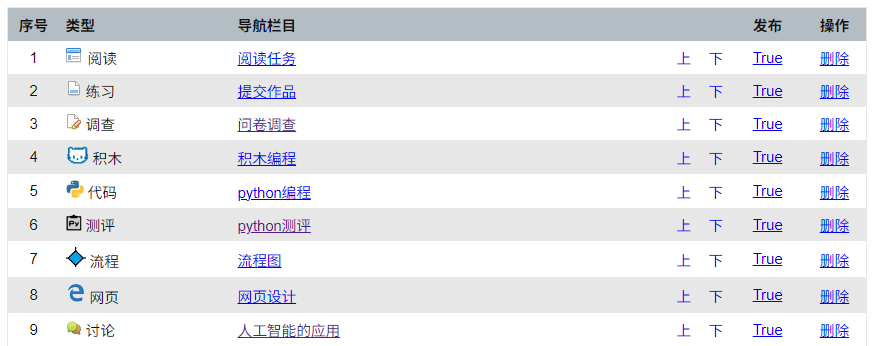 序号 类型 导航栏目 发布 操作
1 阅读 阅读任务 上 下 True 删除
2 练习 提交作品 上 下 True 删除
3 调查 问卷调查 上 下 True 删除
4 积木 积木编程 上 下 True 删除
5 代码 python编程 上 下 True 删除
6 Py 测评 python测评 上 下 True 删除
7 流程 流程图 上 下 True 删除
8 网页 网页设计 上 下 True 删除
9 讨论 人工智能的应用 上 下 True 删除